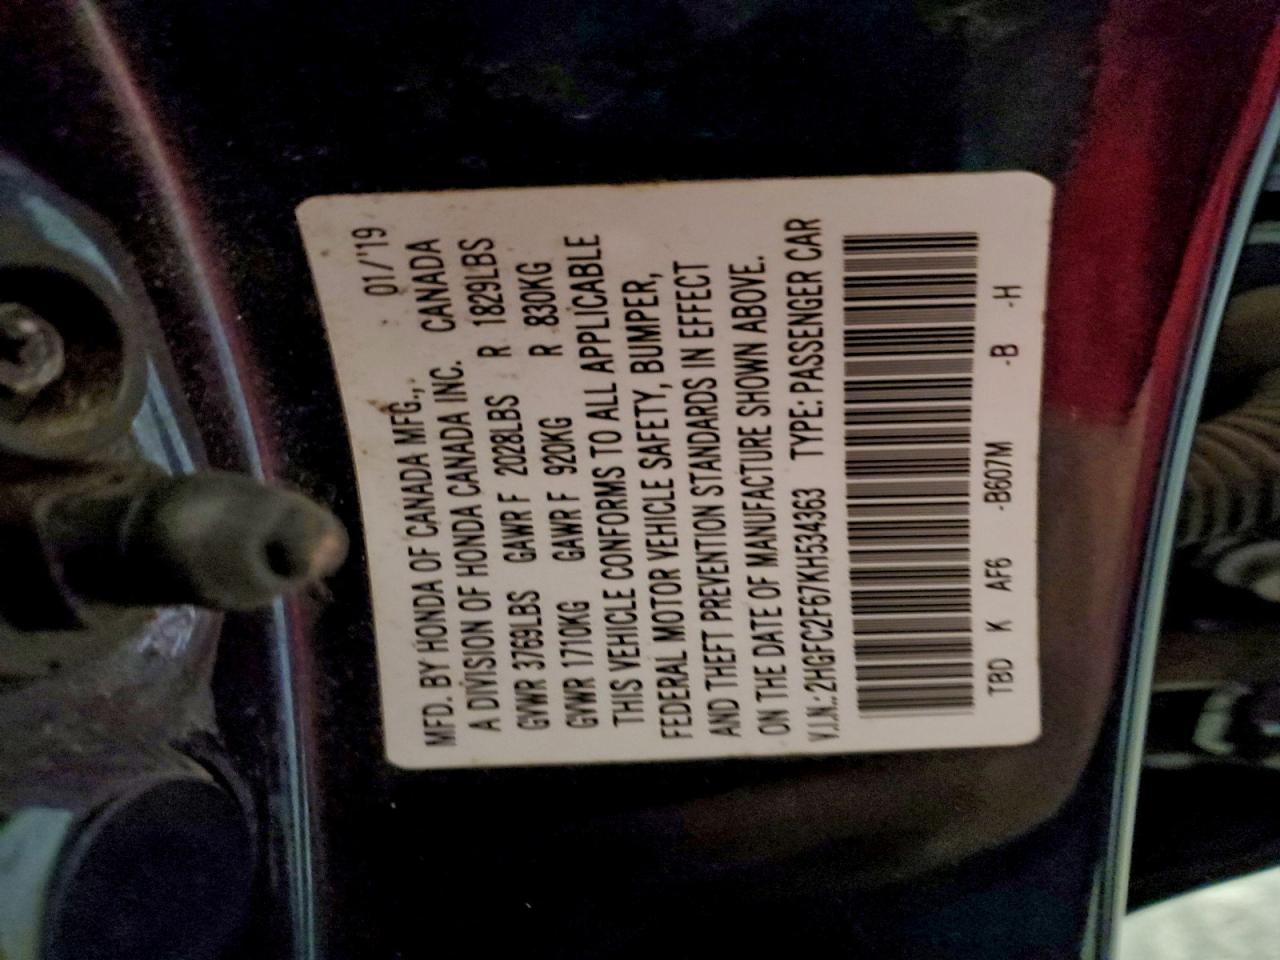 01/'19
MFD. BY HONDA OF CANADA MFG.,
A DIVISION OF HONDA CANADA INC. CANADA
GVWR 3769LBS GAWR F 2028LBS R 1829LBS
GVWR 1710KG GAWR F 920KG R 830KG
THIS VEHICLE CONFORMS TO ALL APPLICABLE
FEDERAL MOTOR VEHICLE SAFETY, BUMPER,
AND THEFT PREVENTION STANDARDS IN EFFECT
ON THE DATE OF MANUFACTURE SHOWN ABOVE.
V.I.N.: 2HGFC2F67KH534363 TYPE: PASSENGER CAR
TBD K AF6 -B607M -B -H